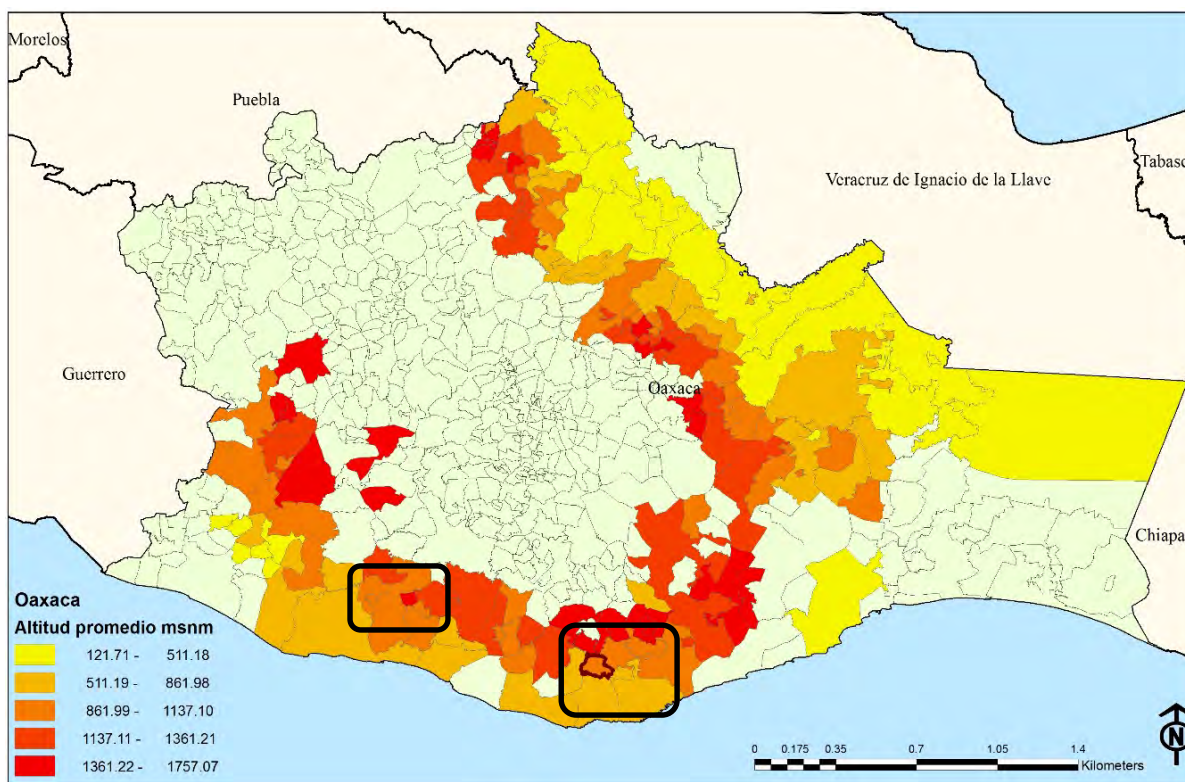 Morelos
Puebla
Tabasc
Veracruz de Ignacio de la Llave
Guerrero
Oaxaca
Chiapa
Oaxaca
Altitud promedio msnm
121.71 - 511.18
511.19 - 861.98
861.99 - 1137.10
1137.11 - 1361.21
1361.22 - 1757.07
N
0 0.175 0.35 0.7 1.05 1.4
Kilometers